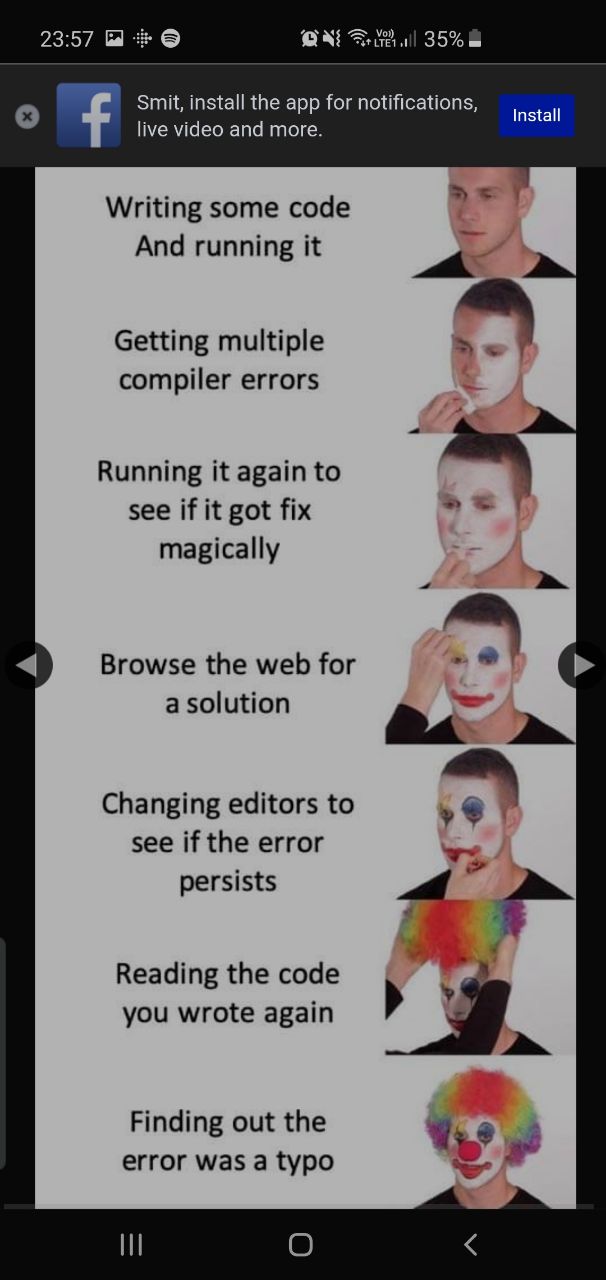 23:57
Vo))
LTE1
35%
Smit, install the app for notifications,
live video and more.
Install
Writing some code
And running it
Getting multiple
compiler errors
Running it again to
see if it got fix
magically
Browse the web for
a solution
Changing editors to
see if the error
persists
Reading the code
you wrote again
Finding out the
error was a typo